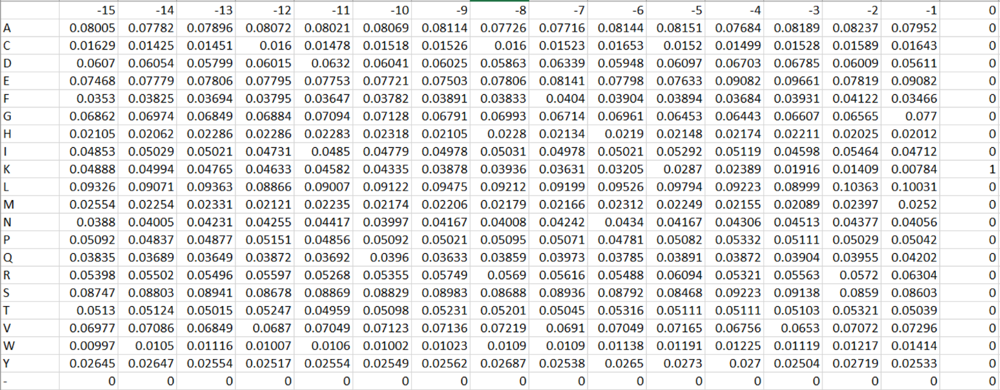 -15 -14 -13 -12 -11 -10 -9 -8 -7 -6 -5 -4 -3 -2 -1 0
A 0.08005 0.07782 0.07896 0.08072 0.08021 0.08069 0.08114 0.07726 0.07716 0.08144 0.08151 0.07684 0.08189 0.08237 0.07952 0
C 0.01629 0.01425 0.01451 0.016 0.01478 0.01518 0.01526 0.016 0.01523 0.01653 0.0152 0.01499 0.01528 0.01589 0.01643 0
D 0.0607 0.06054 0.05799 0.06015 0.0632 0.06041 0.06025 0.05863 0.06339 0.05948 0.06097 0.06703 0.06785 0.06009 0.05611 0
E 0.07468 0.07779 0.07806 0.07795 0.07753 0.07721 0.07503 0.07806 0.08141 0.07798 0.07633 0.09082 0.09661 0.07819 0.09082 0
F 0.0353 0.03825 0.03694 0.03795 0.03647 0.03782 0.03891 0.03833 0.0404 0.03904 0.03894 0.03684 0.03931 0.04122 0.03466 0
G 0.06862 0.06974 0.06849 0.06884 0.07094 0.07128 0.06791 0.06993 0.06714 0.06961 0.06453 0.06443 0.06607 0.06565 0.077 0
H 0.02105 0.02062 0.02286 0.02286 0.02283 0.02318 0.02105 0.0228 0.02134 0.0219 0.02148 0.02174 0.02211 0.02025 0.02012 0
I 0.04853 0.05029 0.05021 0.04731 0.0485 0.04779 0.04978 0.05031 0.04978 0.05021 0.05292 0.05119 0.04598 0.05464 0.04712 0
K 0.04888 0.04994 0.04765 0.04633 0.04582 0.04335 0.03878 0.03936 0.03631 0.03205 0.0287 0.02389 0.01916 0.01409 0.00784 1
L 0.09326 0.09071 0.09363 0.08866 0.09007 0.09122 0.09475 0.09212 0.09199 0.09526 0.09794 0.09223 0.08999 0.10363 0.10031 0
M 0.02554 0.02254 0.02331 0.02121 0.02235 0.02174 0.02206 0.02179 0.02166 0.02312 0.02249 0.02155 0.02089 0.02397 0.0252 0
N 0.0388 0.04005 0.04231 0.04255 0.04417 0.03997 0.04167 0.04008 0.04242 0.0434 0.04167 0.04306 0.04513 0.04377 0.04056 0
P 0.05092 0.04837 0.04877 0.05151 0.04856 0.05092 0.05021 0.05095 0.05071 0.04781 0.05082 0.05332 0.05111 0.05029 0.05042 0
Q 0.03835 0.03689 0.03649 0.03872 0.03692 0.0396 0.03633 0.03859 0.03973 0.03785 0.03891 0.03872 0.03904 0.03955 0.04202 0
R 0.05398 0.05502 0.05496 0.05597 0.05268 0.05355 0.05749 0.0569 0.05616 0.05488 0.06094 0.05321 0.05563 0.0572 0.06304 0
S 0.08747 0.08803 0.08941 0.08678 0.08869 0.08829 0.08983 0.08688 0.08936 0.08792 0.08468 0.09223 0.09138 0.0859 0.08603 0
T 0.0513 0.05124 0.05015 0.05247 0.04959 0.05098 0.05231 0.05201 0.05045 0.05316 0.05111 0.05111 0.05103 0.05321 0.05039 0
V 0.06977 0.07086 0.06849 0.0687 0.07049 0.07123 0.07136 0.07219 0.0691 0.07049 0.07165 0.06756 0.0653 0.07072 0.07296 0
W 0.00997 0.0105 0.01116 0.01007 0.0106 0.01002 0.01023 0.0109 0.0109 0.01138 0.01191 0.01225 0.01119 0.01217 0.01414 0
Y 0.02645 0.02647 0.02554 0.02517 0.02554 0.02549 0.02562 0.02687 0.02538 0.0265 0.0273 0.027 0.02504 0.02719 0.02533 0
- 0 0 0 0 0 0 0 0 0 0 0 0 0 0 0 0